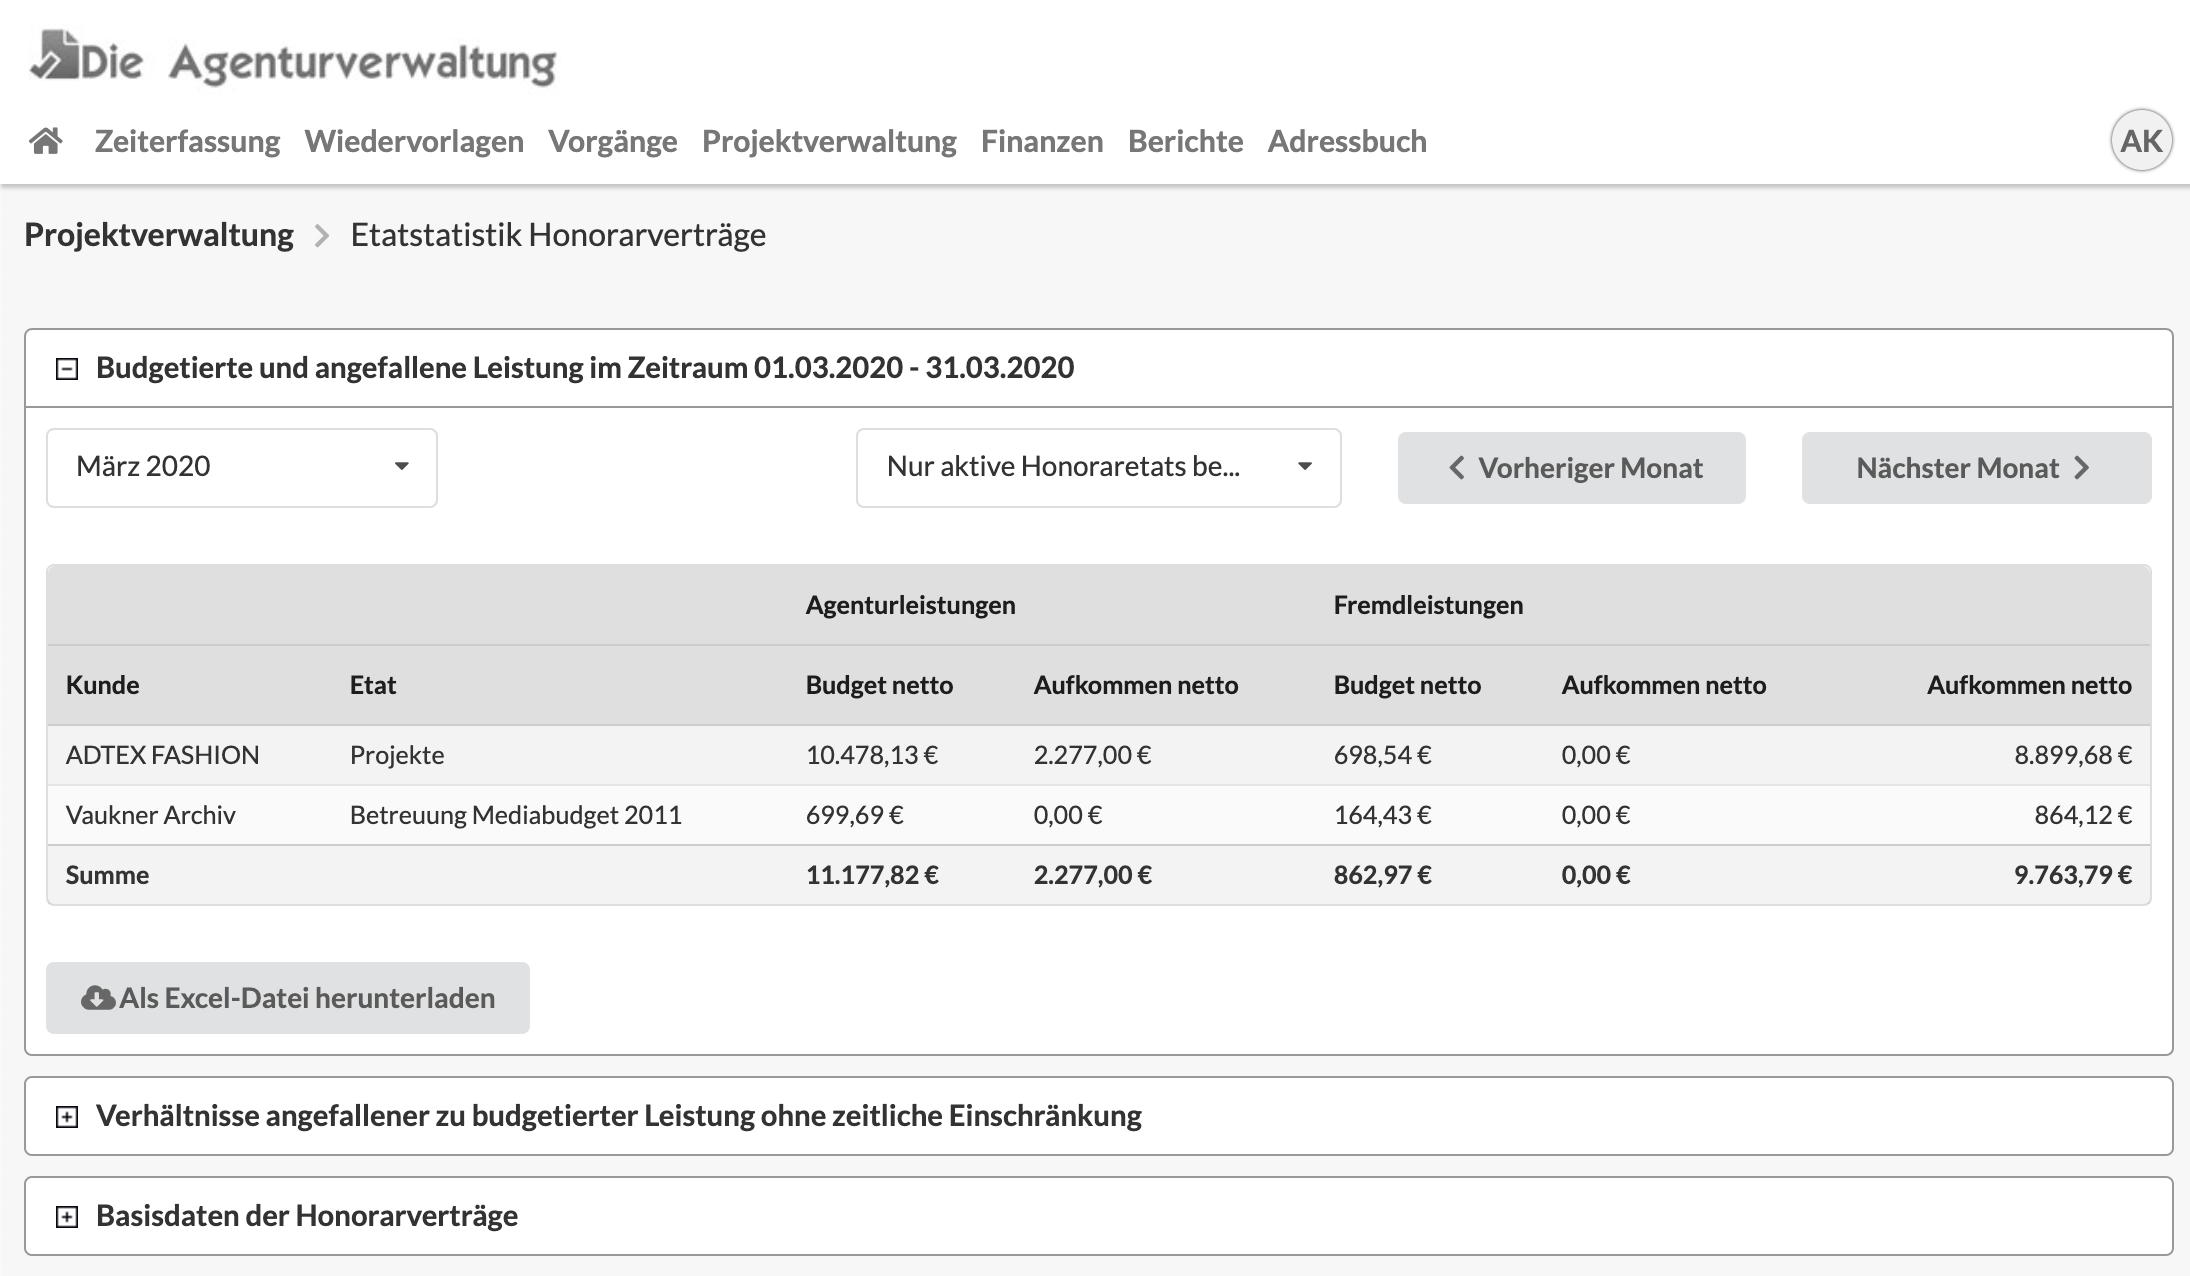 Die Agenturverwaltung
Zeiterfassung Wiedervorlagen Vorgänge Projektverwaltung Finanzen Berichte Adressbuch AK
Projektverwaltung Etatstatistik Honorarverträge
Budgetierte und angefallene Leistung im Zeitraum 01.03.2020 - 31.03.2020
März 2020 Nur aktive Honoraretats be... Vorheriger Monat Nächster Monat
Agenturleistungen Fremdleistungen
Kunde Etat Budget netto Aufkommen netto Budget netto Aufkommen netto Aufkommen netto
ADTEX FASHION Projekte 10.478,13 € 2.277,00 € 698,54 € 0,00 € 8.899,68 €
Vaukner Archiv Betreuung Mediabudget 2011 699,69 € 0,00 € 164,43 € 0,00 € 864,12 €
Summe 11.177,82 € 2.277,00 € 862,97 € 0,00 € 9.763,79 €
Als Excel-Datei herunterladen
Verhältnisse angefallener zu budgetierter Leistung ohne zeitliche Einschränkung
Basisdaten der Honorarverträge